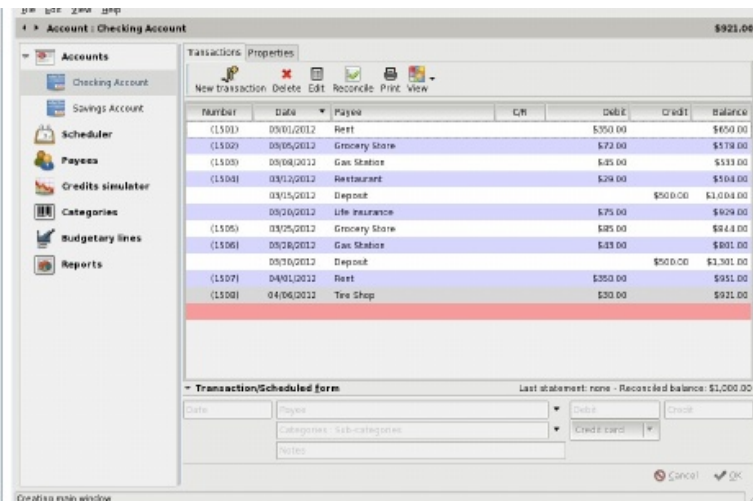 File Edit View Help
Account : Checking Account $921.00
Accounts
Checking Account
Savings Account
Scheduler
Payees
Credits simulator
Categories
Budgetary lines
Reports
Transactions Properties
New transaction Delete Edit Reconcile Print View
Number Date Payee C/R Debit Credit Balance
(1501) 03/01/2012 Rent $350.00 $650.00
(1502) 03/05/2012 Grocery Store $72.00 $578.00
(1503) 03/08/2012 Gas Station $45.00 $533.00
(1504) 03/12/2012 Restaurant $29.00 $504.00
03/15/2012 Deposit $500.00 $1,004.00
03/20/2012 Life Insurance $75.00 $929.00
(1505) 03/25/2012 Grocery Store $85.00 $844.00
(1506) 03/28/2012 Gas Station $43.00 $801.00
03/30/2012 Deposit $500.00 $1,301.00
(1507) 04/01/2012 Rent $350.00 $951.00
(1508) 04/06/2012 Tire Shop $30.00 $921.00
Transaction/Scheduled form Last statement: none - Reconciled balance: $1,000.00
Date Payee Debit Credit
Categories : Sub-categories Credit card
Notes
Cancel OK
Creating main window